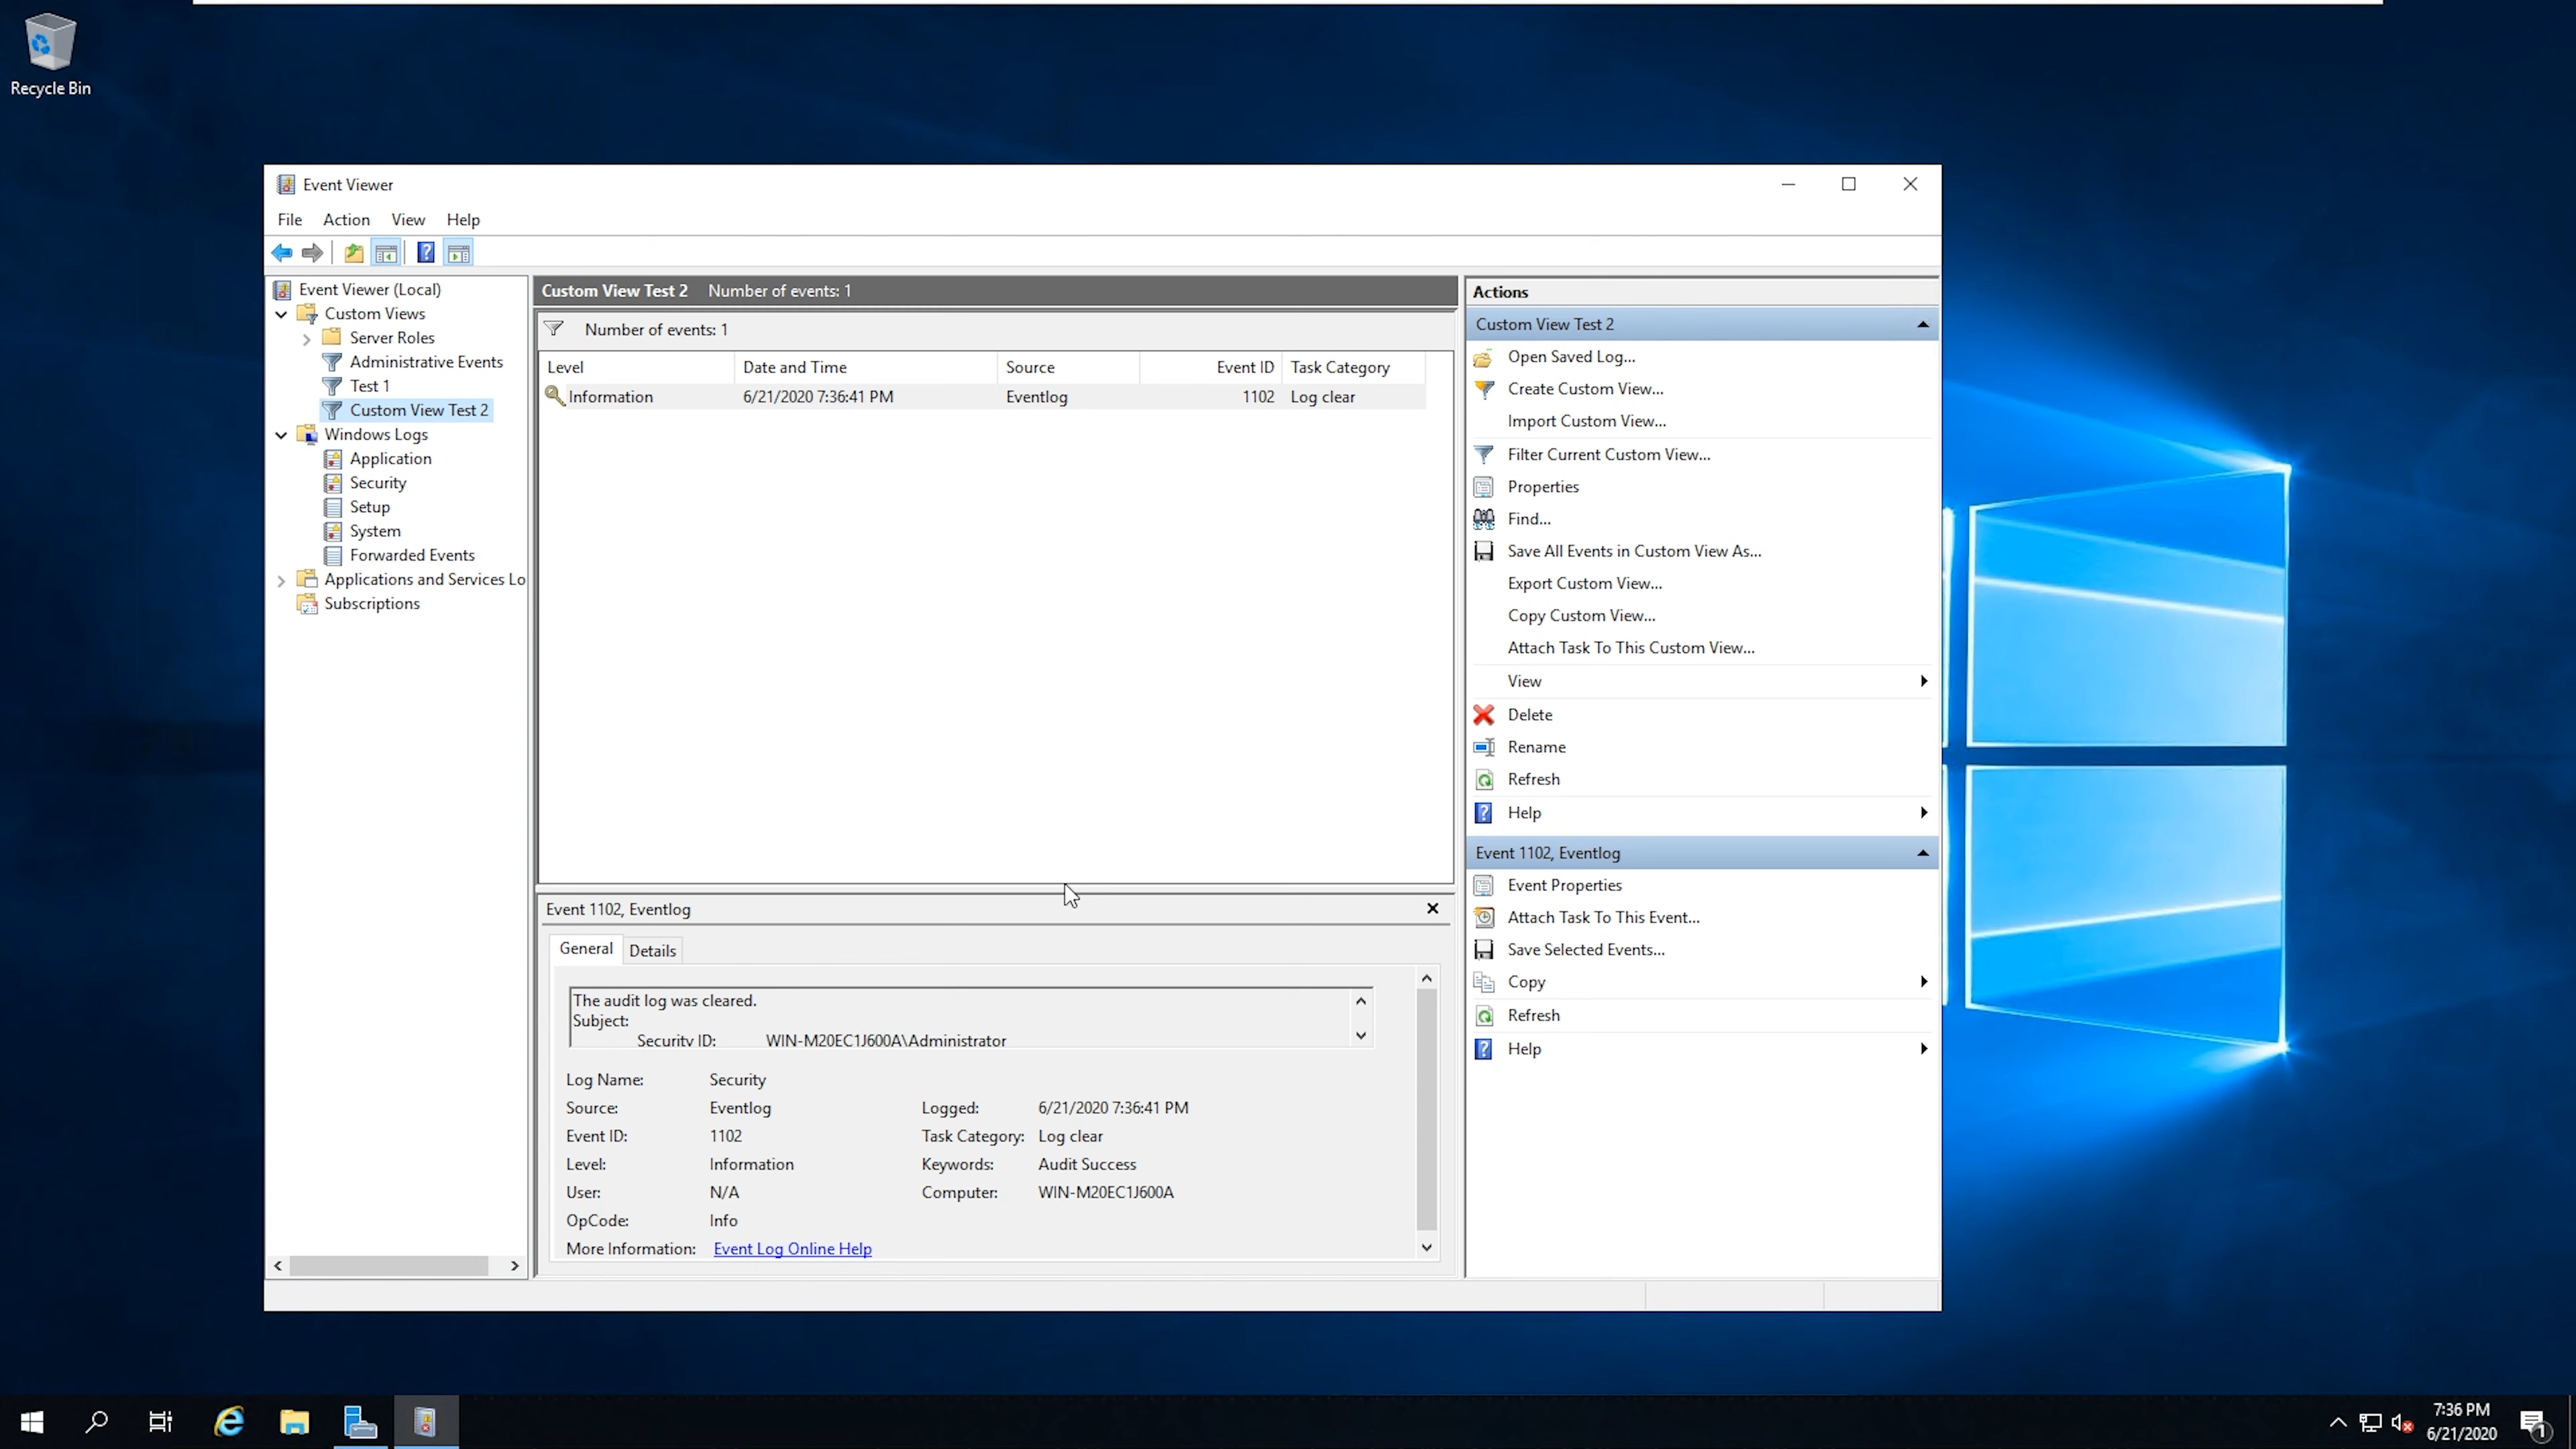 Recycle Bin
Event Viewer
File Action View Help
Event Viewer (Local)
Custom Views
Server Roles
Administrative Events
Test 1
Custom View Test 2
Windows Logs
Application
Security
Setup
System
Forwarded Events
Applications and Services Lo
Subscriptions
Custom View Test 2 Number of events: 1
Number of events: 1
Level Date and Time Source Event ID Task Category
Information 6/21/2020 7:36:41 PM Eventlog 1102 Log clear
Event 1102, Eventlog
General Details
The audit log was cleared.
Subject:
Security ID: WIN-M20EC1J600A\Administrator
Log Name: Security
Source: Eventlog Logged: 6/21/2020 7:36:41 PM
Event ID: 1102 Task Category: Log clear
Level: Information Keywords: Audit Success
User: N/A Computer: WIN-M20EC1J600A
OpCode: Info
More Information: Event Log Online Help
Actions
Custom View Test 2
Open Saved Log...
Create Custom View...
Import Custom View...
Filter Current Custom View...
Properties
Find...
Save All Events in Custom View As...
Export Custom View...
Copy Custom View...
Attach Task To This Custom View...
View
Delete
Rename
Refresh
Help
Event 1102, Eventlog
Event Properties
Attach Task To This Event...
Save Selected Events...
Copy
Refresh
Help
7:36 PM
6/21/2020
1